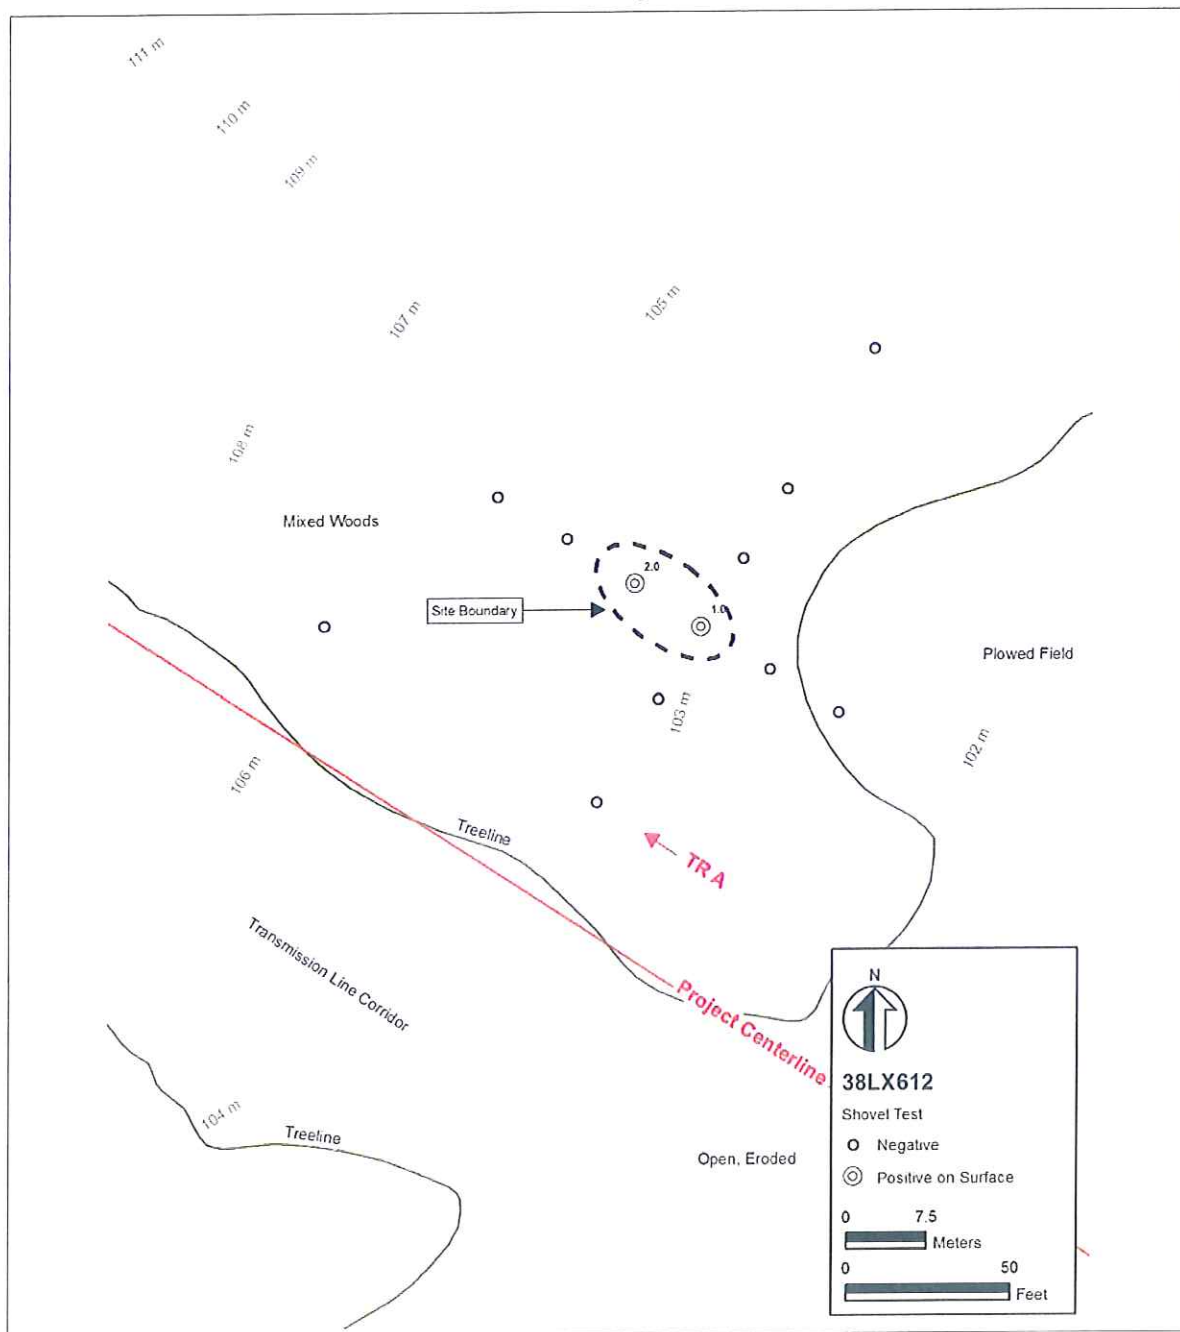 111 m
110 m
109 m
105 m
107 m
108 m
Mixed Woods
2.0
Site Boundary
1.0
Plowed Field
103 m
102 m
106 m
Treeline
TR A
Transmission Line Corridor
Project Centerline
104 m
Treeline
Open, Eroded
N
38LX612
Shovel Test
Negative
Positive on Surface
0 7.5
Meters
0 50
Feet